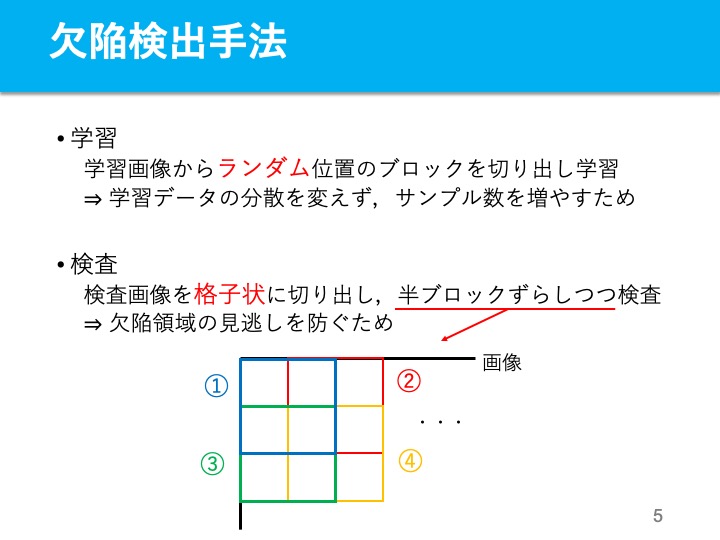 欠陥検出手法
• 学習
学習画像からランダム位置のブロックを切り出し学習
⇒ 学習データの分散を変えず，サンプル数を増やすため
• 検査
検査画像を格子状に切り出し，半ブロックずらしつつ検査
⇒ 欠陥領域の見逃しを防ぐため
画像
① ②
・・・
③ ④
5